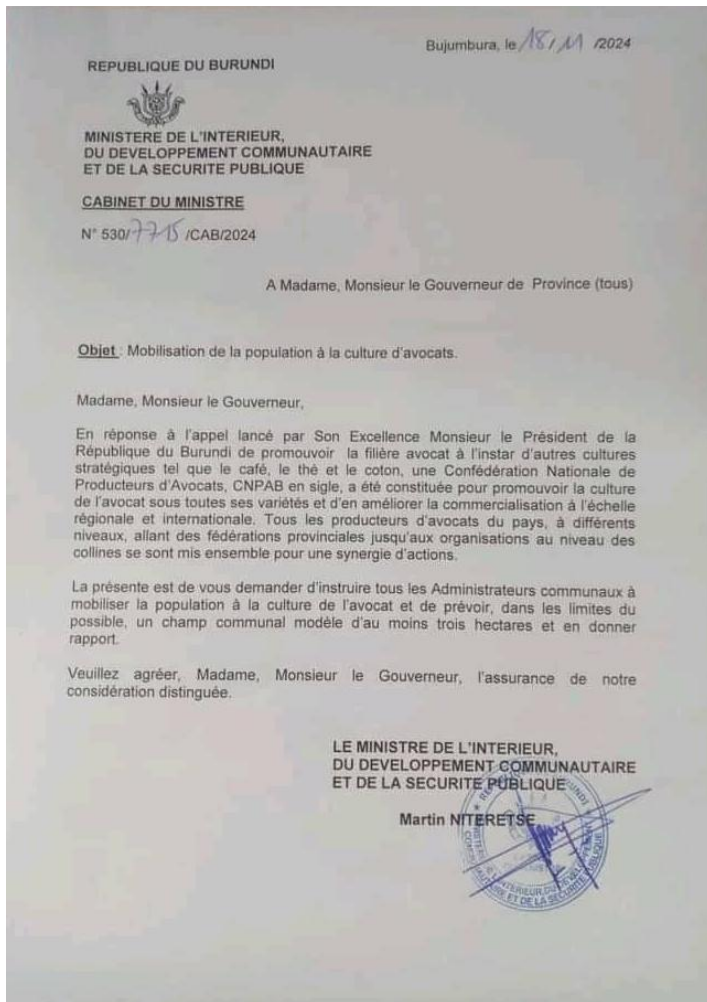 Bujumbura, le 18/11/2024
REPUBLIQUE DU BURUNDI
MINISTERE DE L'INTERIEUR,
DU DEVELOPPEMENT COMMUNAUTAIRE
ET DE LA SECURITE PUBLIQUE
CABINET DU MINISTRE
N° 530/7715/CAB/2024
A Madame, Monsieur le Gouverneur de Province (tous)
Objet : Mobilisation de la population à la culture d'avocats.
Madame, Monsieur le Gouverneur,
En réponse à l'appel lancé par Son Excellence Monsieur le Président de la
République du Burundi de promouvoir la filière avocat à l'instar d'autres cultures
stratégiques tel que le café, le thé et le coton, une Confédération Nationale de
Producteurs d'Avocats, CNPAB en sigle, a été constituée pour promouvoir la culture
de l'avocat sous toutes ses variétés et d'en améliorer la commercialisation à l'échelle
régionale et internationale. Tous les producteurs d'avocats du pays, à différents
niveaux, allant des fédérations provinciales jusqu'aux organisations au niveau des
collines se sont mis ensemble pour une synergie d'actions.
La présente est de vous demander d'instruire tous les Administrateurs communaux à
mobiliser la population à la culture de l'avocat et de prévoir, dans les limites du
possible, un champ communal modèle d'au moins trois hectares et en donner
rapport.
Veuillez agréer, Madame, Monsieur le Gouverneur, l'assurance de notre
considération distinguée.
LE MINISTRE DE L'INTERIEUR,
DU DEVELOPPEMENT COMMUNAUTAIRE
ET DE LA SECURITE PUBLIQUE
Martin NITERETSE